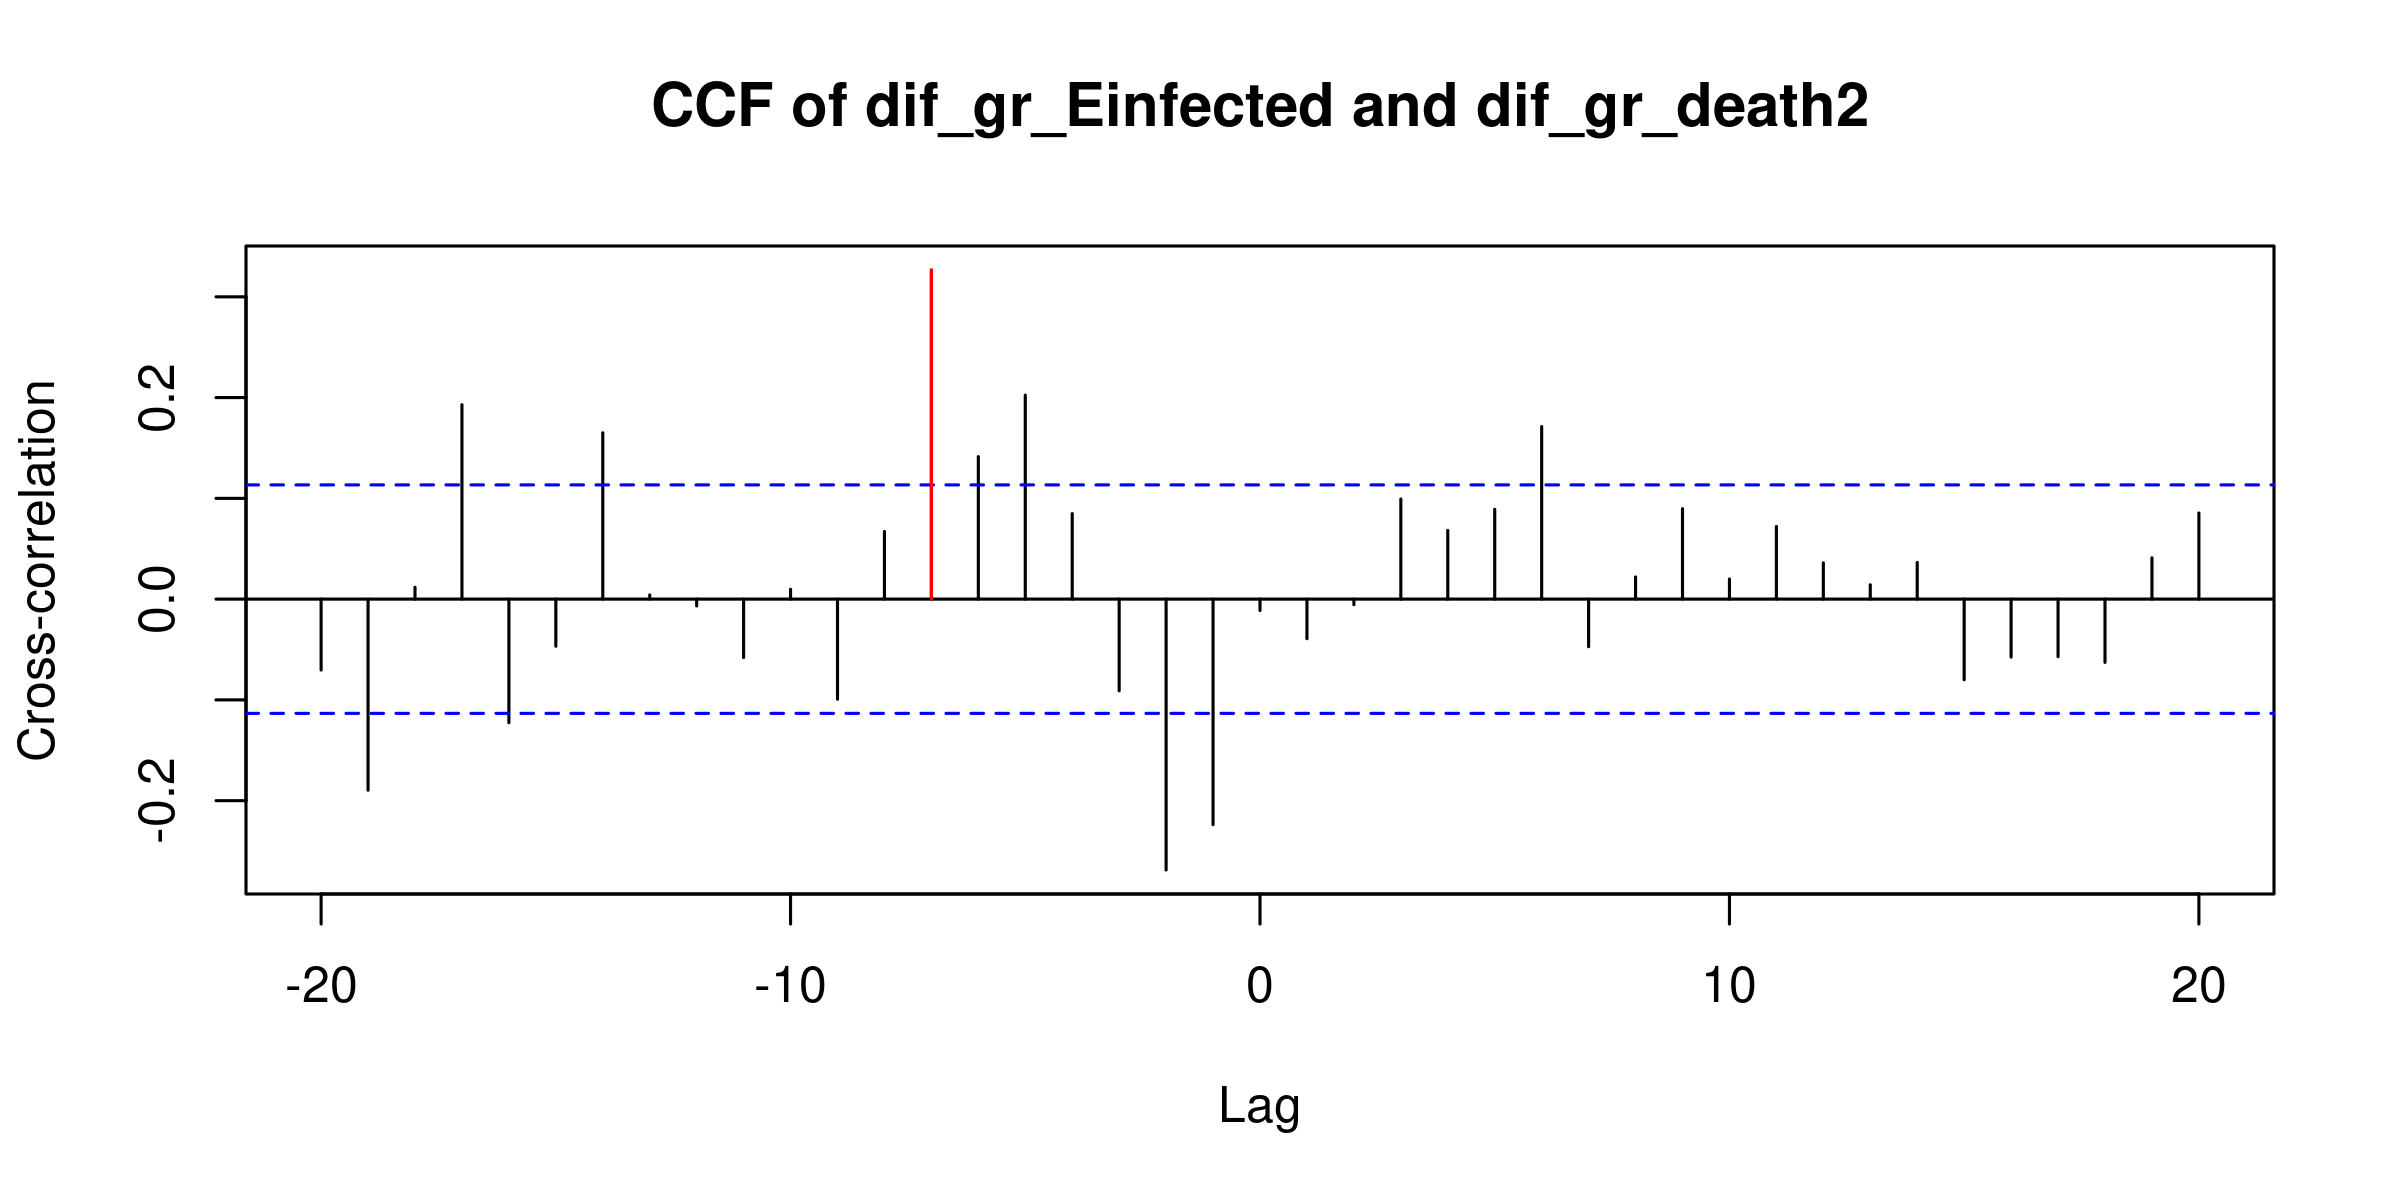 CCF of dif_gr_Einfected and dif_gr_death2
Cross-correlation
0.2
0.0
-0.2
-20 -10 0 10 20
Lag